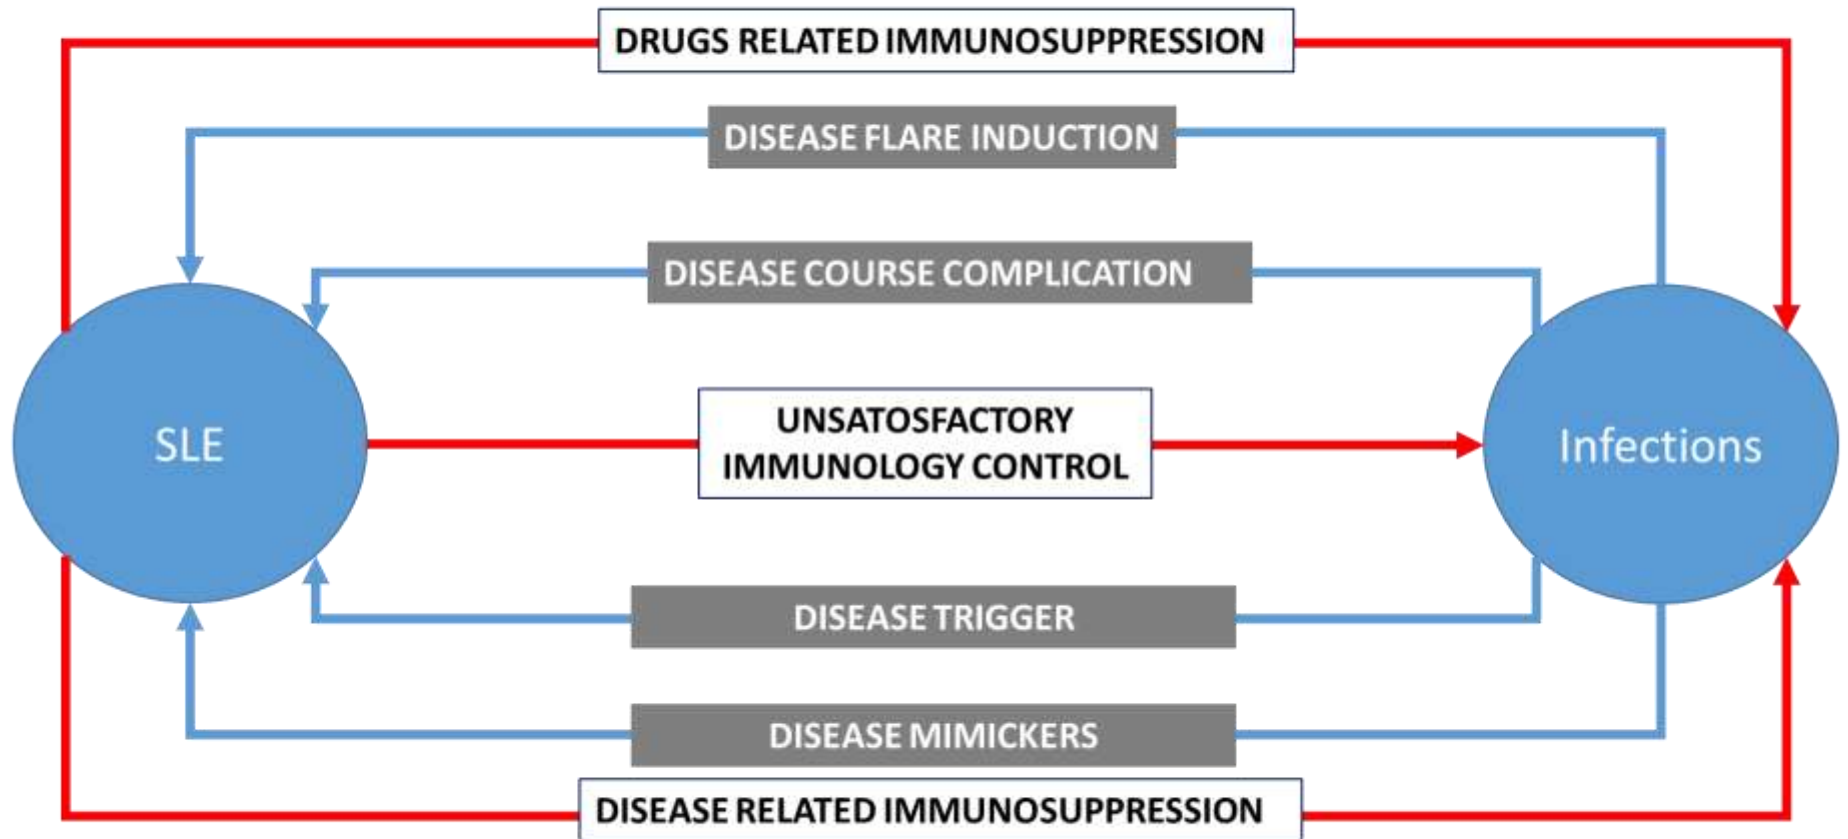 DRUGS RELATED IMMUNOSUPPRESSION
DISEASE FLARE INDUCTION
DISEASE COURSE COMPLICATION
UNSATOSFACTORY
IMMUNOLOGY CONTROL
SLE
Infections
DISEASE TRIGGER
DISEASE MIMICKERS
DISEASE RELATED IMMUNOSUPPRESSION